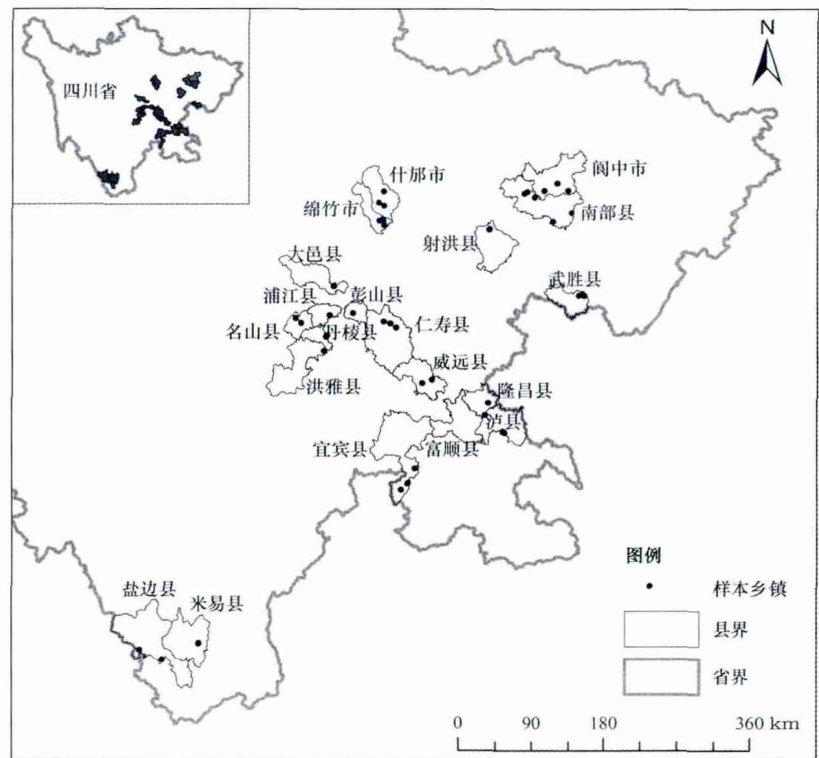 N
四川省
什邡市
阆中市
绵竹市
南部县
射洪县
大邑县
武胜县
浦江县
彭山县
名山县
丹棱县
仁寿县
洪雅县
威远县
隆昌县
泸县
宜宾县
富顺县
盐边县
米易县
图例
样本乡镇
县界
省界
0 90 180 360 km